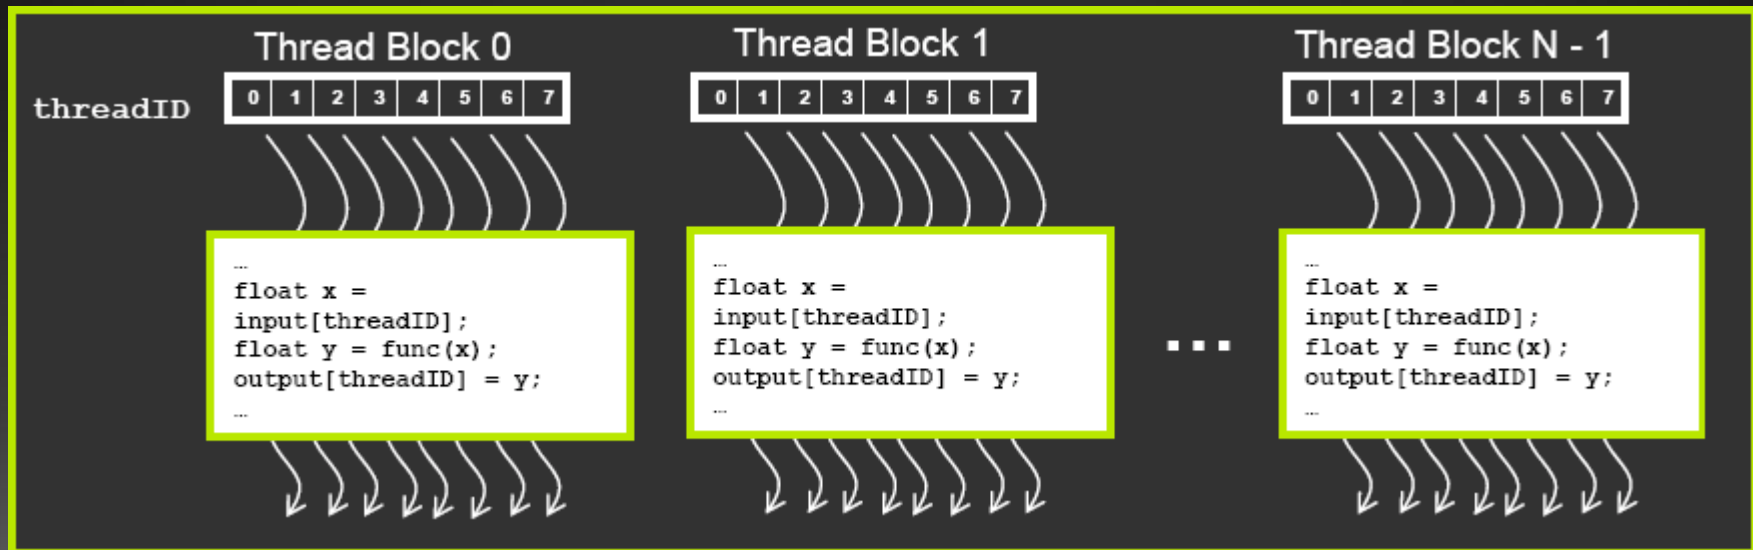 Thread Block 0
Thread Block 1
Thread Block N - 1
threadID
0 1 2 3 4 5 6 7
0 1 2 3 4 5 6 7
0 1 2 3 4 5 6 7
…
float x =
input[threadID];
float y = func(x);
output[threadID] = y;
…
…
float x =
input[threadID];
float y = func(x);
output[threadID] = y;
…
...
…
float x =
input[threadID];
float y = func(x);
output[threadID] = y;
…